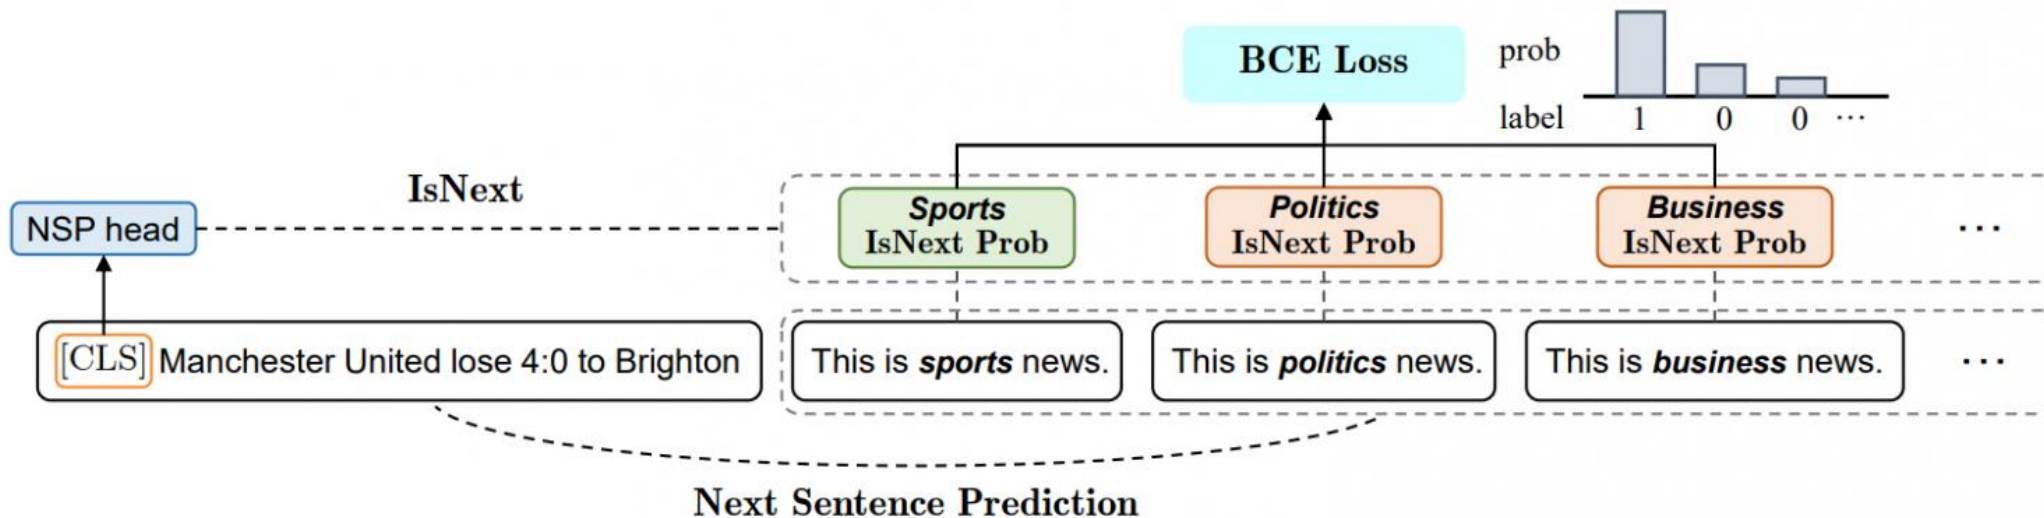 BCE Loss
prob
label
1 0 0 ...
IsNext
NSP head
Sports
IsNext Prob
Politics
IsNext Prob
Business
IsNext Prob
...
[CLS] Manchester United lose 4:0 to Brighton
This is sports news.
This is politics news.
This is business news.
...
Next Sentence Prediction